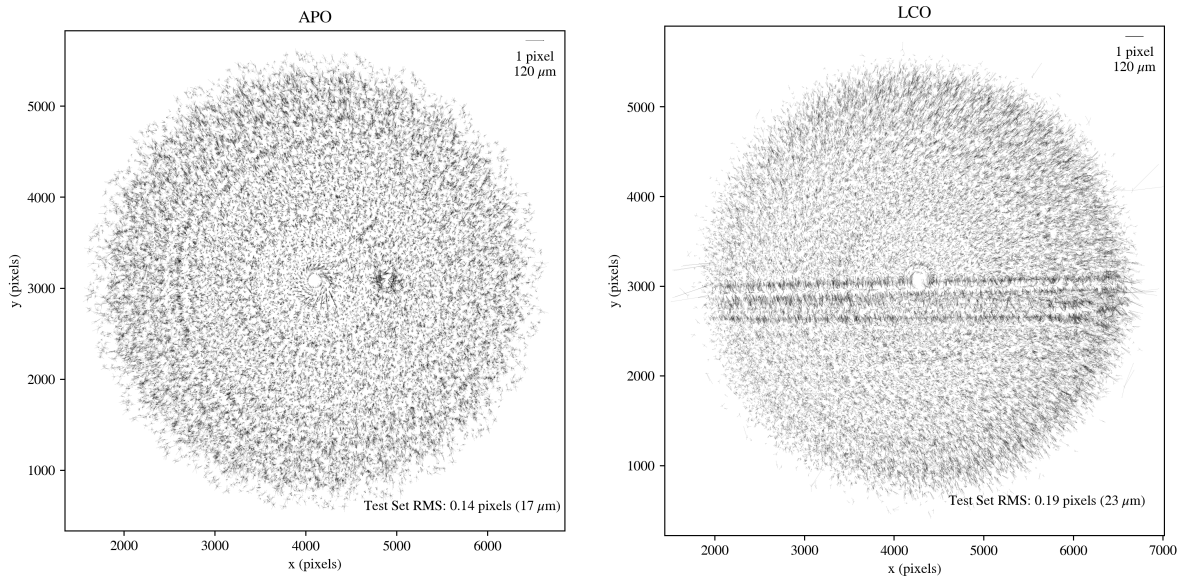 APO
1 pixel
120 µm
5000
4000
3000
2000
1000
y (pixels)
Test Set RMS: 0.14 pixels (17 µm)
2000 3000 4000 5000 6000
x (pixels)
LCO
1 pixel
120 µm
5000
4000
3000
2000
1000
y (pixels)
Test Set RMS: 0.19 pixels (23 µm)
2000 3000 4000 5000 6000 7000
x (pixels)